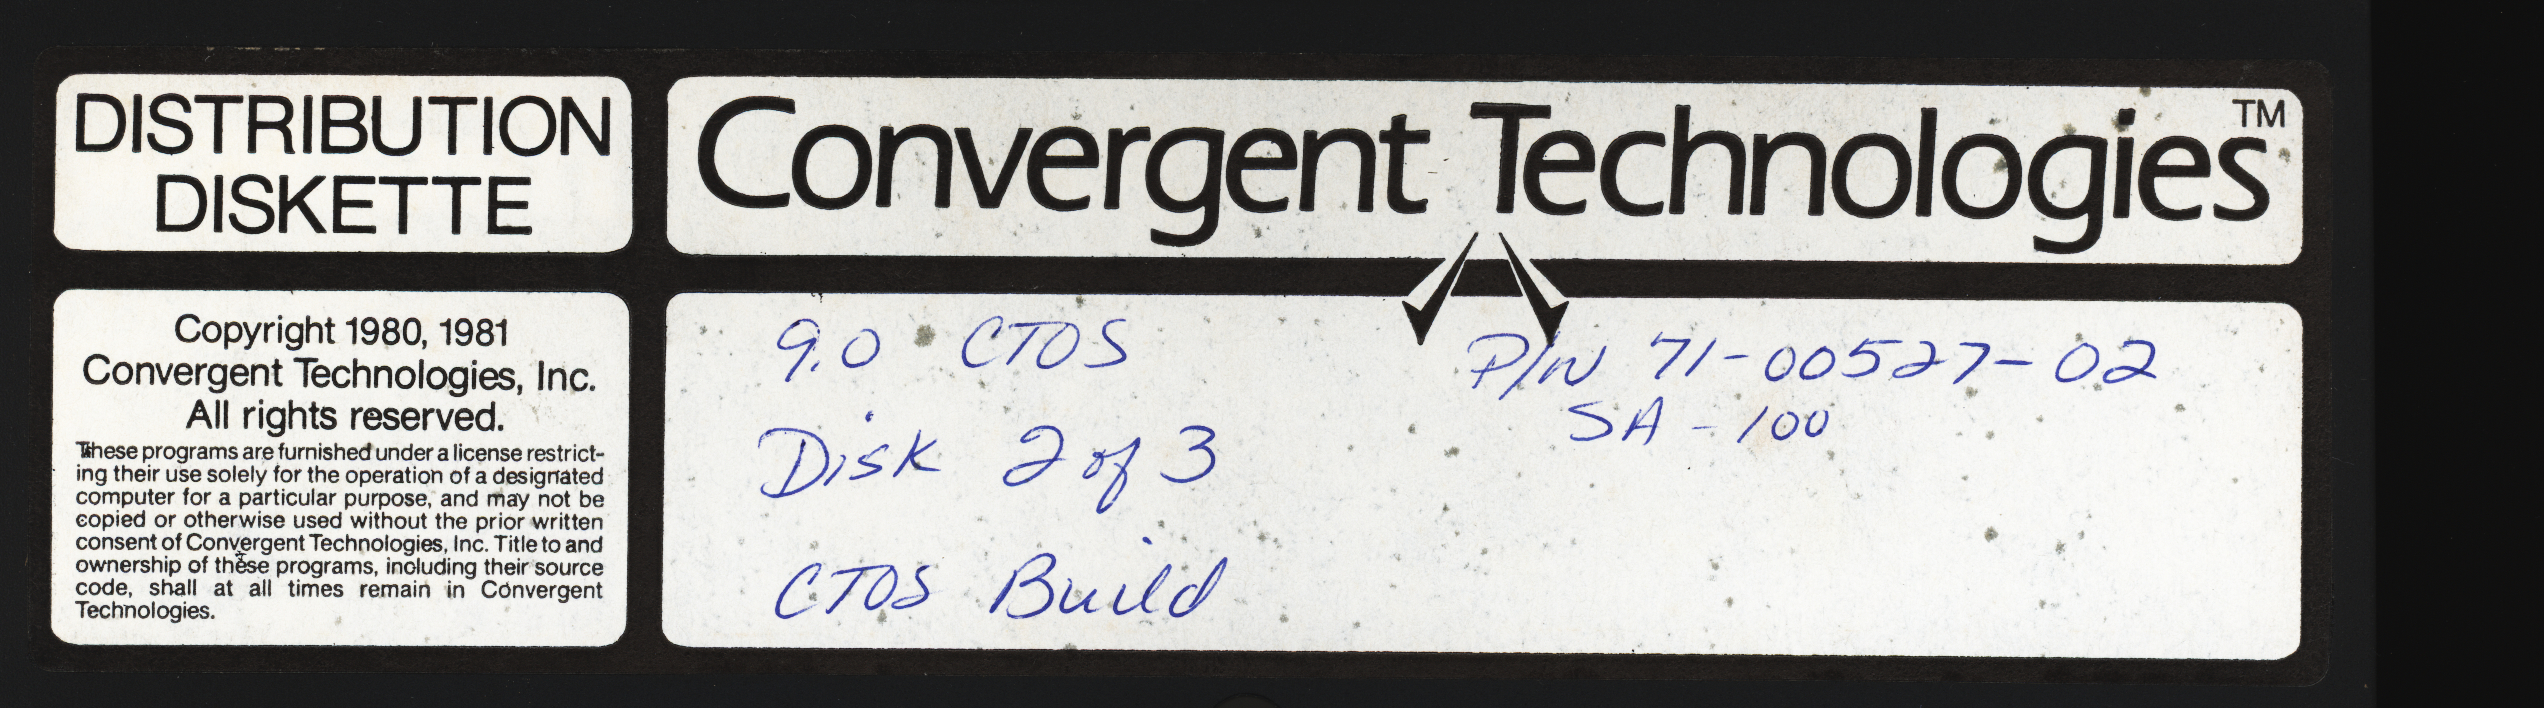 DISTRIBUTION
DISKETTE
Convergent Technologies™
Copyright 1980, 1981
Convergent Technologies, Inc.
All rights reserved.
These programs are furnished under a license restrict-
ing their use solely for the operation of a designated
computer for a particular purpose, and may not be
copied or otherwise used without the prior written
consent of Convergent Technologies, Inc. Title to and
ownership of these programs, including their source
code, shall at all times remain in Convergent
Technologies.
9.0 CTOS
P/N 71-00527-02
SA-100
Disk 2 of 3
CTOS Build